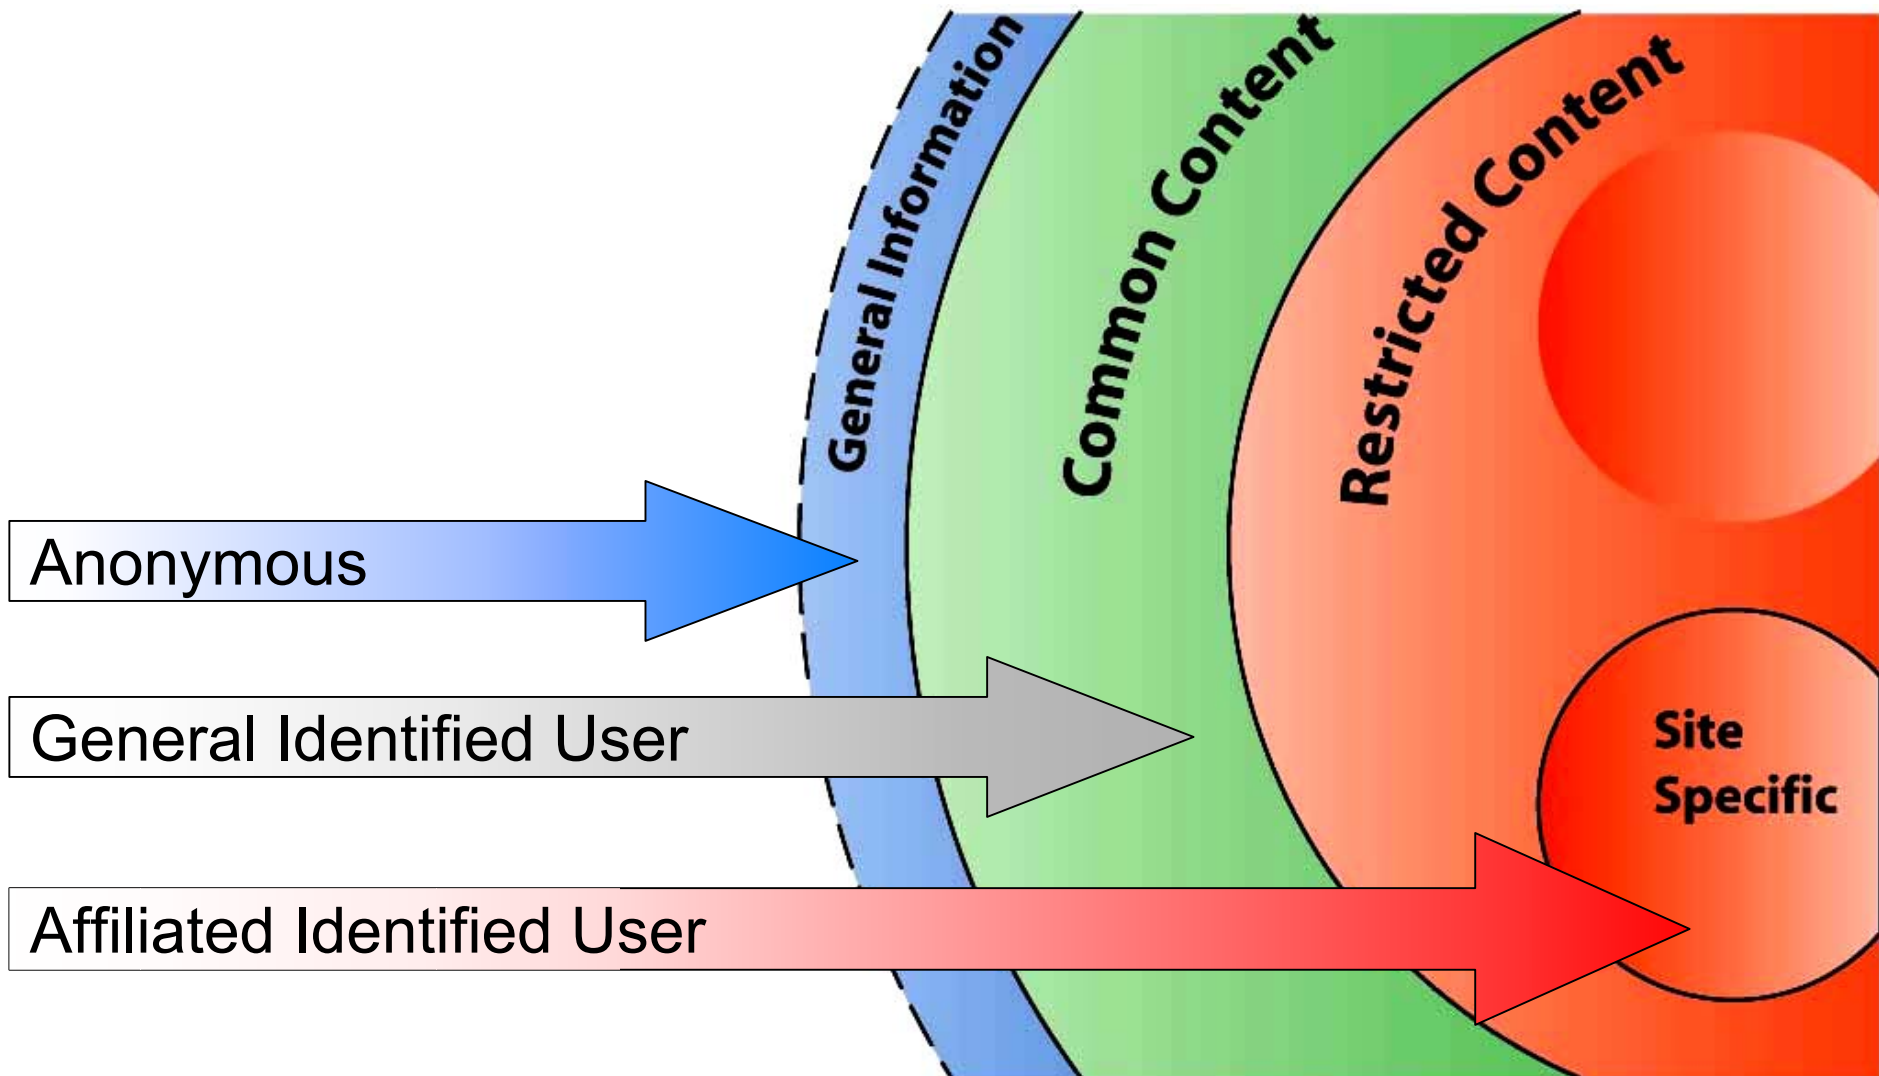 General Information
Common Content
Restricted Content
Anonymous
General Identified User
Site
Specific
Affiliated Identified User